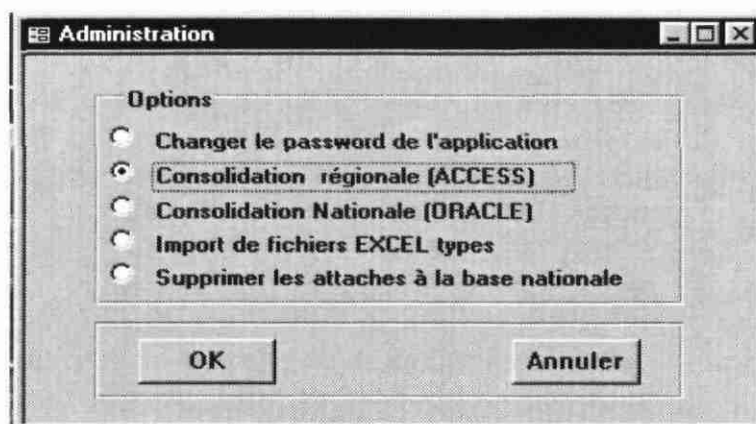 Administration
Options
Changer le password de l'application
Consolidation régionale (ACCESS)
Consolidation Nationale (ORACLE)
Import de fichiers EXCEL types
Supprimer les attaches à la base nationale
OK Annuler